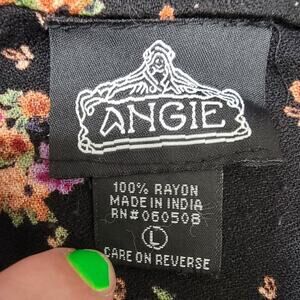 ANGIE
100% RAYON
MADE IN INDIA
RN#060508
L
CARE ON REVERSE